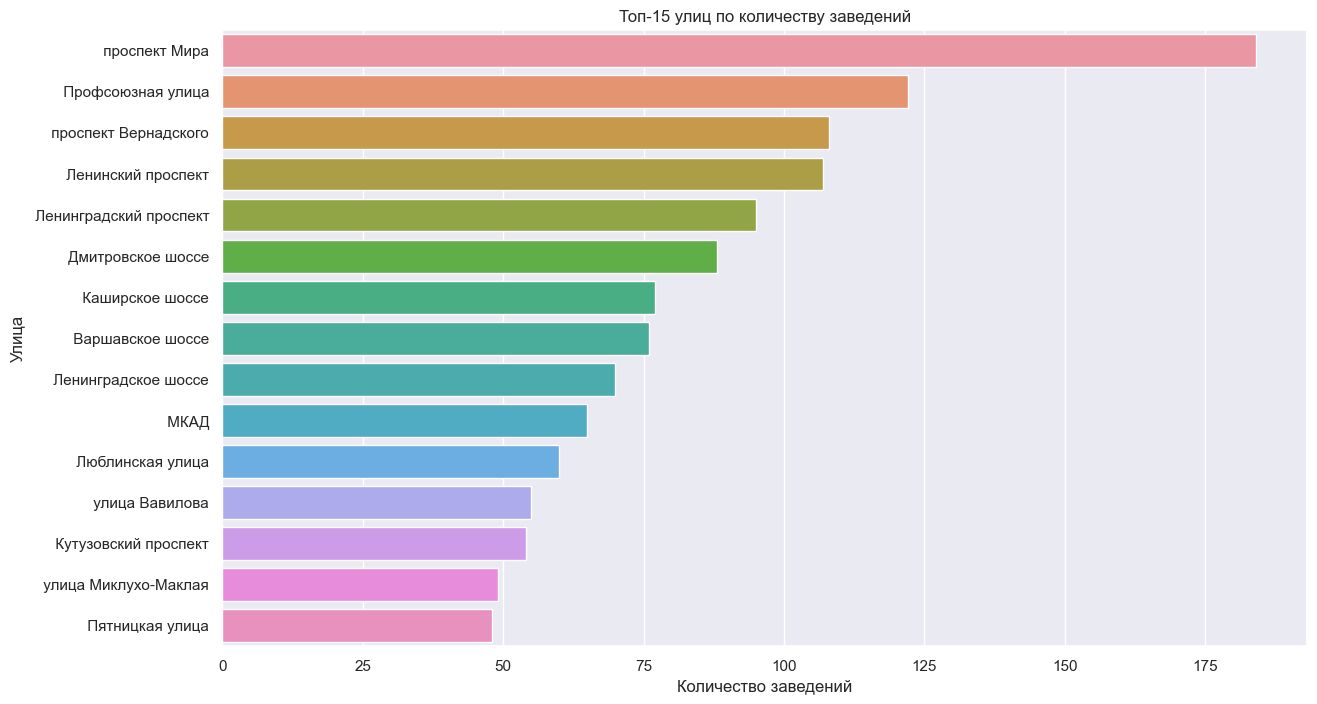 Топ-15 улиц по количеству заведений
Улица
проспект Мира
Профсоюзная улица
проспект Вернадского
Ленинский проспект
Ленинградский проспект
Дмитровское шоссе
Каширское шоссе
Варшавское шоссе
Ленинградское шоссе
МКАД
Люблинская улица
улица Вавилова
Кутузовский проспект
улица Миклухо-Маклая
Пятницкая улица
0 25 50 75 100 125 150 175
Количество заведений